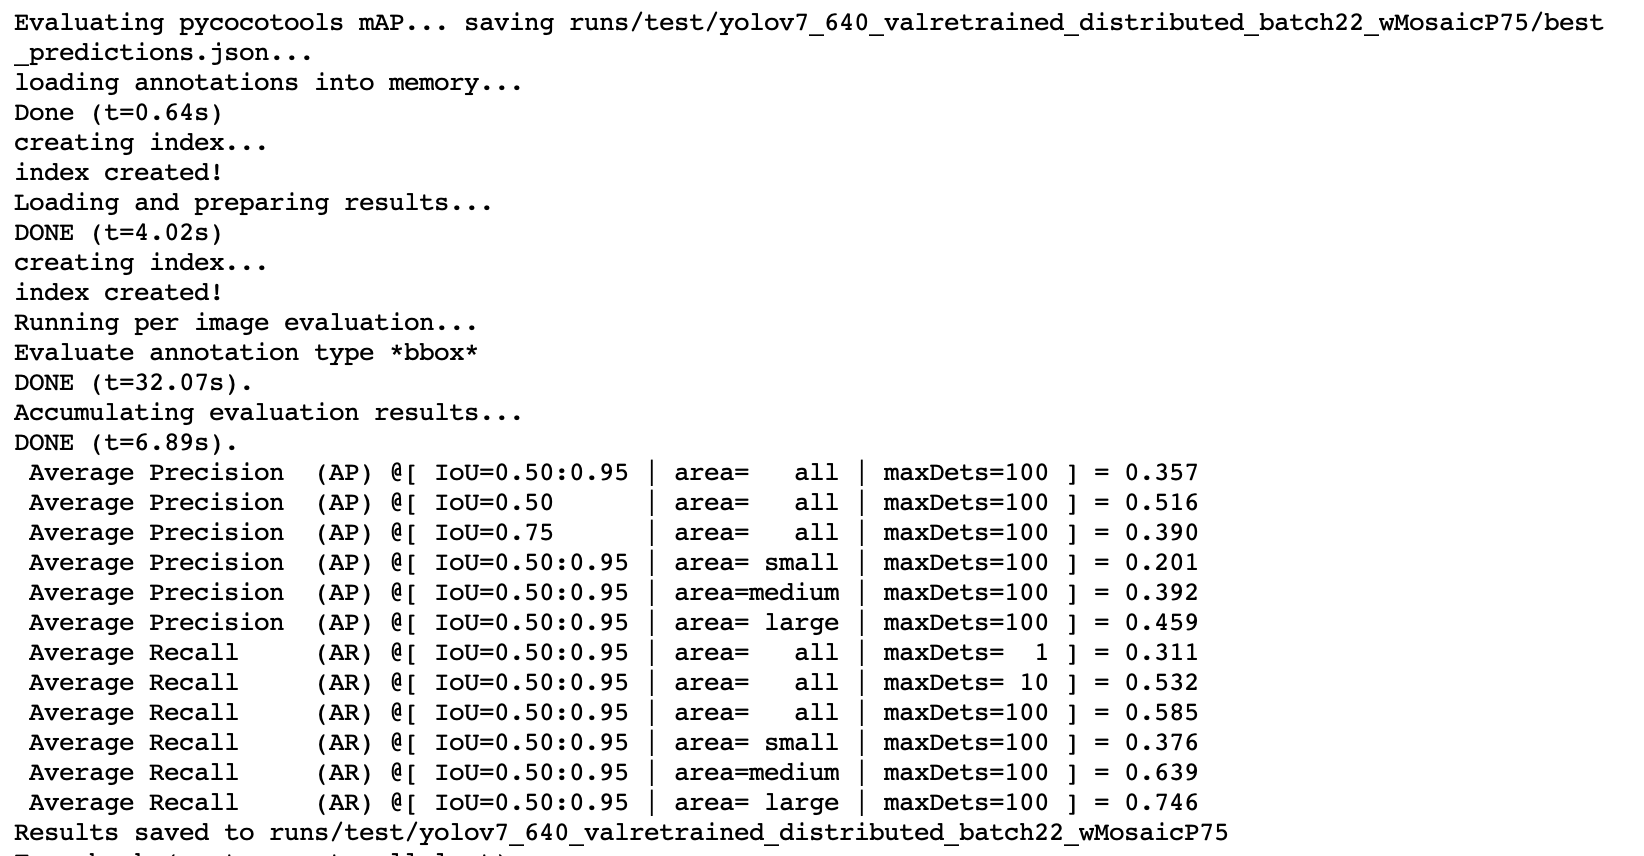 Evaluating pycocotools mAP... saving runs/test/yolov7_640_valretrained_distributed_batch22_wMosaicP75/best
_predictions.json...
loading annotations into memory...
Done (t=0.64s)
creating index...
index created!
Loading and preparing results...
DONE (t=4.02s)
creating index...
index created!
Running per image evaluation...
Evaluate annotation type *bbox*
DONE (t=32.07s).
Accumulating evaluation results...
DONE (t=6.89s).
 Average Precision  (AP) @[ IoU=0.50:0.95 | area=   all | maxDets=100 ] = 0.357
 Average Precision  (AP) @[ IoU=0.50      | area=   all | maxDets=100 ] = 0.516
 Average Precision  (AP) @[ IoU=0.75      | area=   all | maxDets=100 ] = 0.390
 Average Precision  (AP) @[ IoU=0.50:0.95 | area= small | maxDets=100 ] = 0.201
 Average Precision  (AP) @[ IoU=0.50:0.95 | area=medium | maxDets=100 ] = 0.392
 Average Precision  (AP) @[ IoU=0.50:0.95 | area= large | maxDets=100 ] = 0.459
 Average Recall     (AR) @[ IoU=0.50:0.95 | area=   all | maxDets=  1 ] = 0.311
 Average Recall     (AR) @[ IoU=0.50:0.95 | area=   all | maxDets= 10 ] = 0.532
 Average Recall     (AR) @[ IoU=0.50:0.95 | area=   all | maxDets=100 ] = 0.585
 Average Recall     (AR) @[ IoU=0.50:0.95 | area= small | maxDets=100 ] = 0.376
 Average Recall     (AR) @[ IoU=0.50:0.95 | area=medium | maxDets=100 ] = 0.639
 Average Recall     (AR) @[ IoU=0.50:0.95 | area= large | maxDets=100 ] = 0.746
Results saved to runs/test/yolov7_640_valretrained_distributed_batch22_wMosaicP75